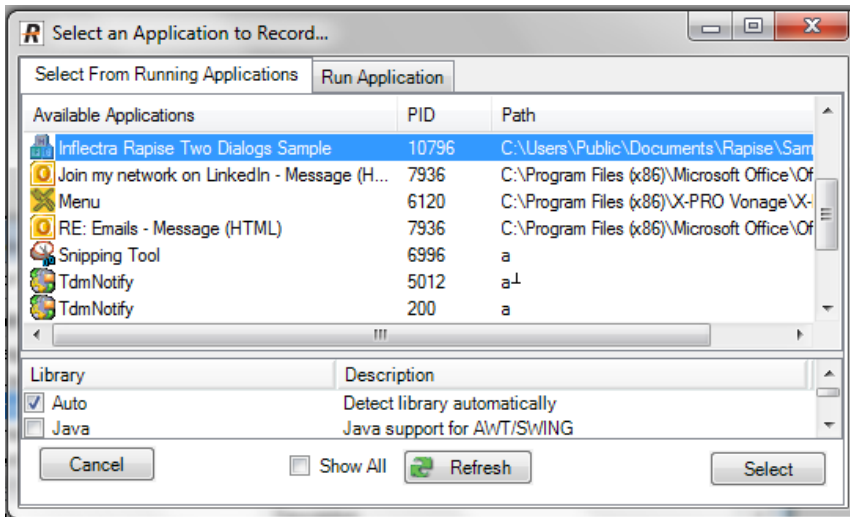 Select an Application to Record...
Select From Running Applications Run Application
Available Applications PID Path
Inflectra Rapise Two Dialogs Sample 10796 C:\Users\Public\Documents\Rapise\Sam
Join my network on LinkedIn - Message (H... 7936 C:\Program Files (x86)\Microsoft Office\Of
Menu 6120 C:\Program Files (x86)\X-PRO Vonage\X-
RE: Emails - Message (HTML) 7936 C:\Program Files (x86)\Microsoft Office\Of
Snipping Tool 6996 a
TdmNotify 5012 a┴
TdmNotify 200 a
Library Description
Auto Detect library automatically
Java Java support for AWT/SWING
Cancel Show All Refresh Select